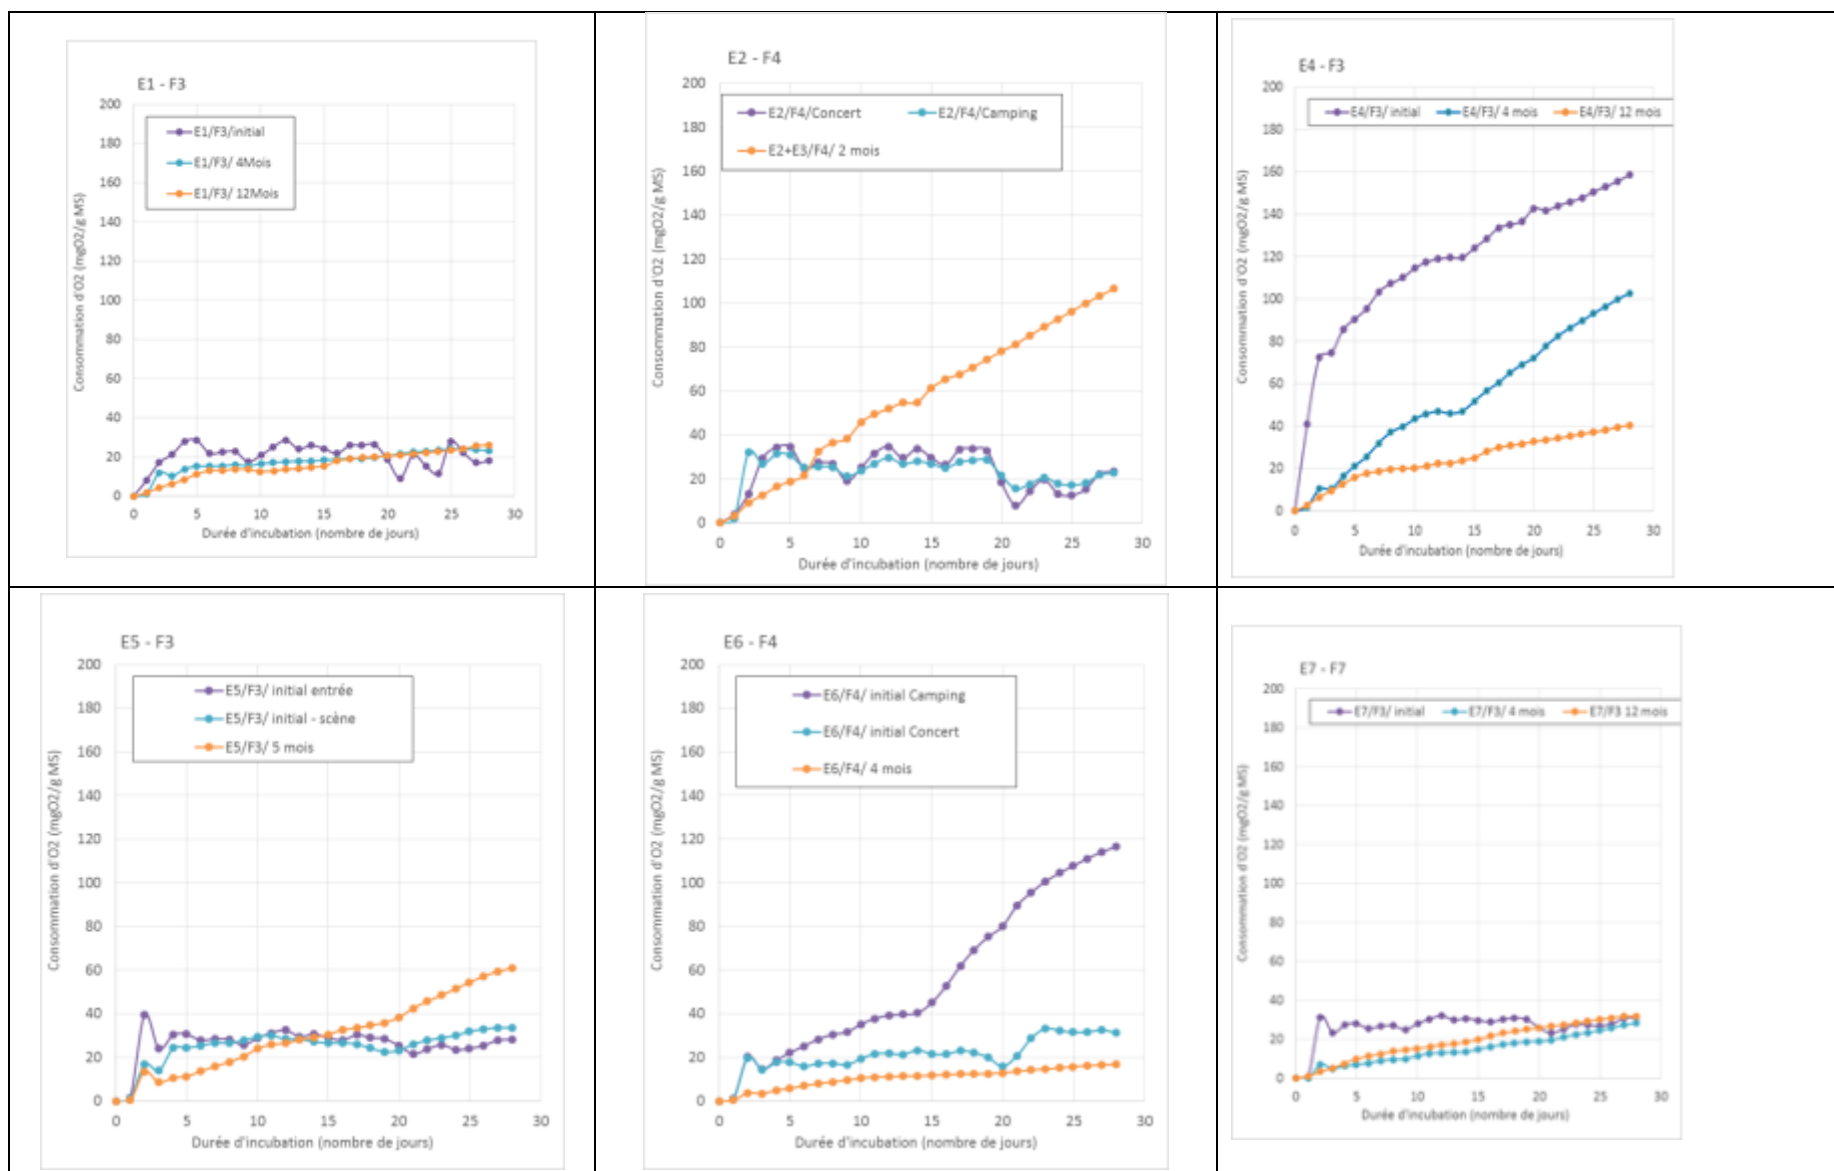 E1 - F3
200
180
160
140
120
100
80
60
40
20
0
E1/F3/initial
E1/F3/ 4Mois
E1/F3/ 12Mois
Consommation d'O2 (mgO2/g MS)
0 5 10 15 20 25 30
Durée d'incubation (nombre de jours)
E2 - F4
200
180
160
140
120
100
80
60
40
20
0
E2/F4/Concert E2/F4/Camping
E2+E3/F4/ 2 mois
Consommation d'O2 (mgO2/g MS)
0 5 10 15 20 25 30
Durée d'incubation (nombre de jours)
E4 - F3
200
180
160
140
120
100
80
60
40
20
0
E4/F3/ initial E4/F3/ 4 mois E4/F3/ 12 mois
Consommation d'O2 (mgO2/g MS)
0 5 10 15 20 25 30
Durée d'incubation (nombre de jours)
E5 - F3
200
180
160
140
120
100
80
60
40
20
0
E5/F3/ initial entrée
E5/F3/ initial - scène
E5/F3/ 5 mois
Consommation d'O2 (mgO2/g MS)
0 5 10 15 20 25 30
Durée d'incubation (nombre de jours)
E6 - F4
200
180
160
140
120
100
80
60
40
20
0
E6/F4/ initial Camping
E6/F4/ initial Concert
E6/F4/ 4 mois
Consommation d'O2 (mgO2/g MS)
0 5 10 15 20 25 30
Durée d'incubation (nombre de jours)
E7 - F7
200
180
160
140
120
100
80
60
40
20
0
E7/F3/ initial E7/F3/ 4 mois E7/F3 12 mois
Consommation d'O2 (mgO2/g MS)
0 5 10 15 20 25 30
Durée d'incubation (nombre de jours)